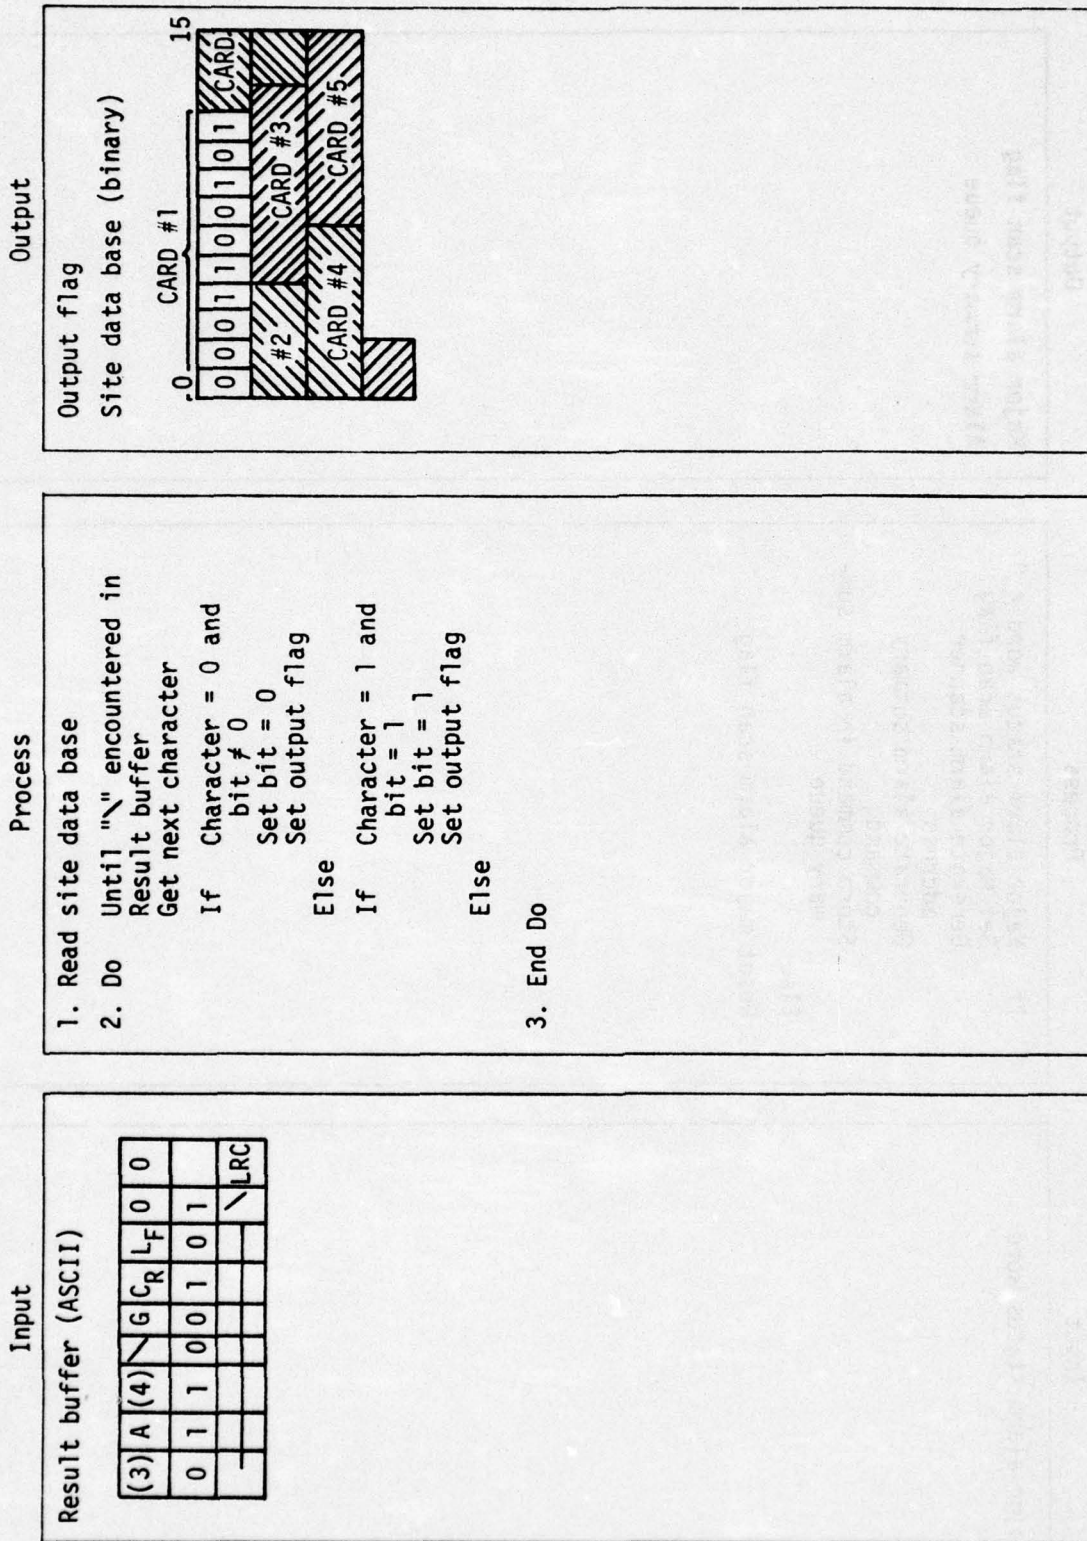 Input
Result buffer (ASCII)
(3) A (4) \ G CR LF 0 0
0 1 1 0 0 1 0 1
\ LRC
Process
1. Read site data base
2. Do Until "\" encountered in
Result buffer
Get next character
If Character = 0 and
bit ≠ 0
Set bit = 0
Set output flag
Else
If Character = 1 and
bit = 1
Set bit = 1
Set output flag
Else
3. End Do
Output
Output flag
Site data base (binary)
CARD #1
0 15
0 0 0 1 1 0 0 1 0 1 CARD
#2 CARD #3
CARD #4 CARD #5